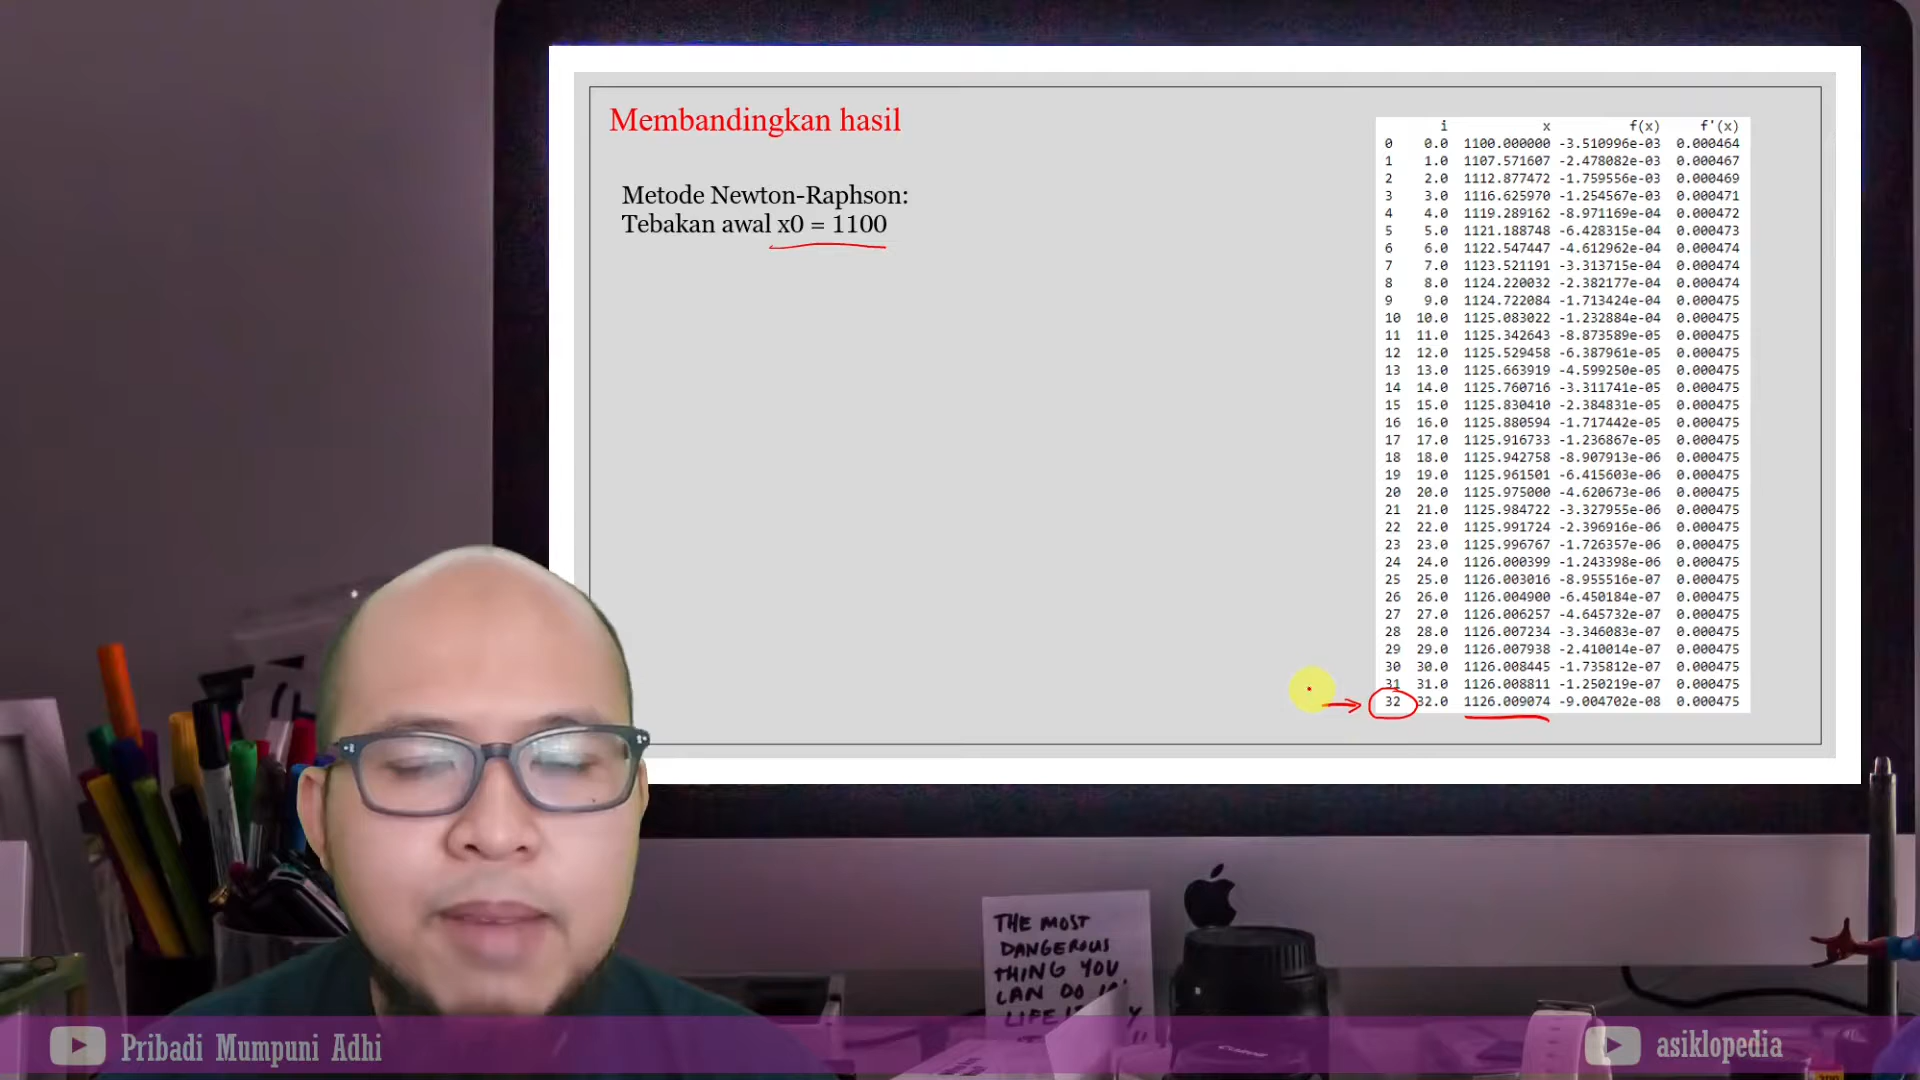 Membandingkan hasil
Metode Newton-Raphson:
Tebakan awal x0 = 1100
i x f(x) f'(x)
0 0.0 1100.000000 -3.510996e-03 0.000464
1 1.0 1107.571607 -2.478082e-03 0.000467
2 2.0 1112.877472 -1.759556e-03 0.000469
3 3.0 1116.625970 -1.254567e-03 0.000471
4 4.0 1119.289162 -8.971169e-04 0.000472
5 5.0 1121.188748 -6.428315e-04 0.000473
6 6.0 1122.547447 -4.612962e-04 0.000474
7 7.0 1123.521191 -3.313715e-04 0.000474
8 8.0 1124.220032 -2.382177e-04 0.000474
9 9.0 1124.722084 -1.713424e-04 0.000475
10 10.0 1125.083022 -1.232884e-04 0.000475
11 11.0 1125.342643 -8.873589e-05 0.000475
12 12.0 1125.529458 -6.387961e-05 0.000475
13 13.0 1125.663919 -4.599250e-05 0.000475
14 14.0 1125.760716 -3.311741e-05 0.000475
15 15.0 1125.830410 -2.384831e-05 0.000475
16 16.0 1125.880594 -1.717442e-05 0.000475
17 17.0 1125.916733 -1.236867e-05 0.000475
18 18.0 1125.942758 -8.907913e-06 0.000475
19 19.0 1125.961501 -6.415603e-06 0.000475
20 20.0 1125.975000 -4.620673e-06 0.000475
21 21.0 1125.984722 -3.327955e-06 0.000475
22 22.0 1125.991724 -2.396916e-06 0.000475
23 23.0 1125.996767 -1.726357e-06 0.000475
24 24.0 1126.000399 -1.243398e-06 0.000475
25 25.0 1126.003016 -8.955516e-07 0.000475
26 26.0 1126.004900 -6.450184e-07 0.000475
27 27.0 1126.006257 -4.645732e-07 0.000475
28 28.0 1126.007234 -3.346083e-07 0.000475
29 29.0 1126.007938 -2.410014e-07 0.000475
30 30.0 1126.008445 -1.735812e-07 0.000475
31 31.0 1126.008811 -1.250219e-07 0.000475
32 32.0 1126.009074 -9.004702e-08 0.000475
THE MOST
DANGEROUS
THING YOU
CAN DO
LIFE
Canon
Pribadi Mumpuni Adhi
asiklopedia